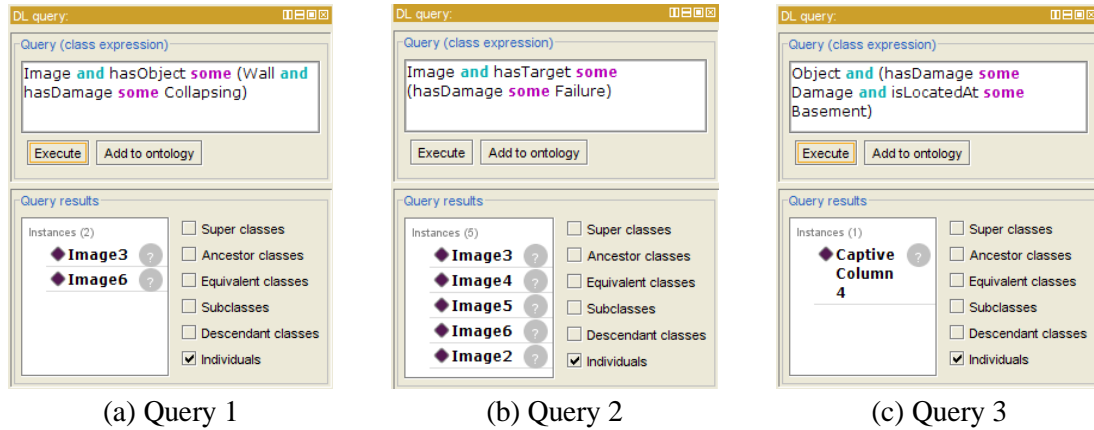 DL query:
Query (class expression)
Image and hasObject some (Wall and
hasDamage some Collapsing)
Execute
Add to ontology
Query results
Instances (2)
Image3
?
Image6
?
Super classes
Ancestor classes
Equivalent classes
Subclasses
Descendant classes
Individuals
(a) Query 1
DL query:
Query (class expression)
Image and hasTarget some
(hasDamage some Failure)
Execute
Add to ontology
Query results
Instances (5)
Image3
?
Image4
?
Image5
?
Image6
?
Image2
?
Super classes
Ancestor classes
Equivalent classes
Subclasses
Descendant classes
Individuals
(b) Query 2
DL query:
Query (class expression)
Object and (hasDamage some
Damage and isLocatedAt some
Basement)
Execute
Add to ontology
Query results
Instances (1)
Captive
Column
4
?
Super classes
Ancestor classes
Equivalent classes
Subclasses
Descendant classes
Individuals
(c) Query 3